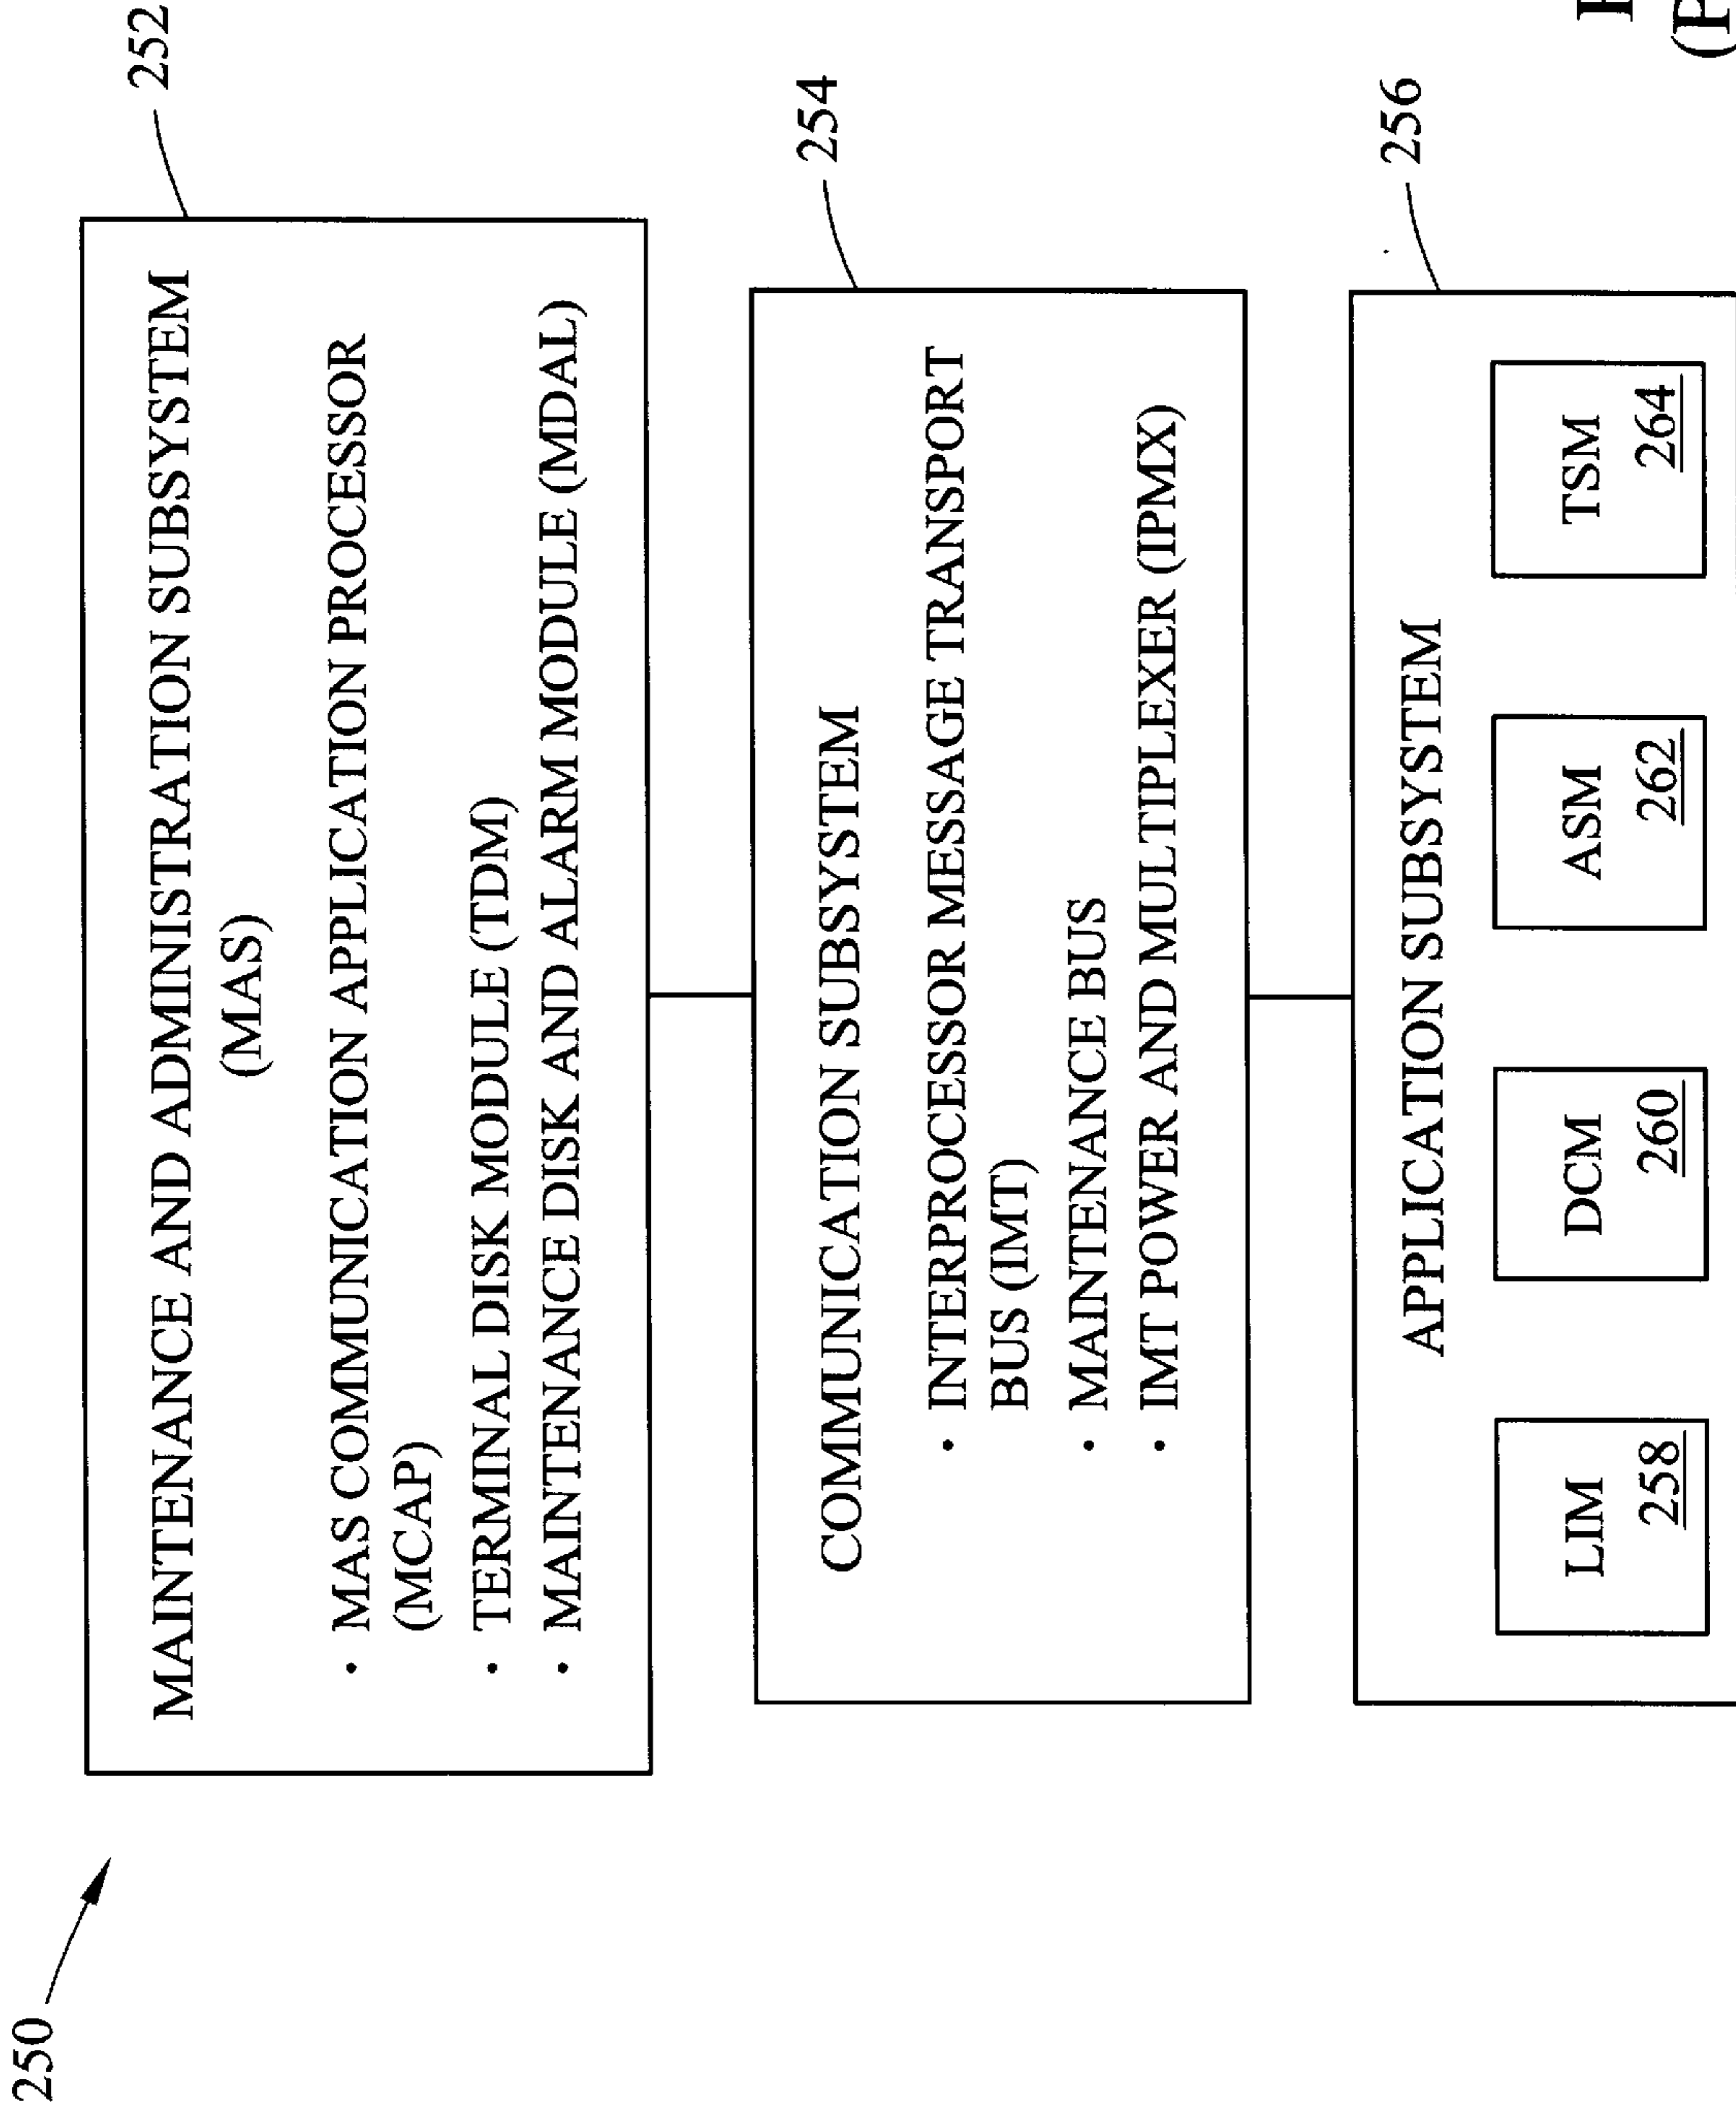 250
252
MAINTENANCE AND ADMINISTRATION SUBSYSTEM
(MAS)
· MAS COMMUNICATION APPLICATION PROCESSOR
(MCAP)
· TERMINAL DISK MODULE (TDM)
· MAINTENANCE DISK AND ALARM MODULE (MDAL)
254
COMMUNICATION SUBSYSTEM
· INTERPROCESSOR MESSAGE TRANSPORT
BUS (IMT)
· MAINTENANCE BUS
· IMT POWER AND MULTIPLEXER (IPMX)
256
APPLICATION SUBSYSTEM
LIM
258
DCM
260
ASM
262
TSM
264